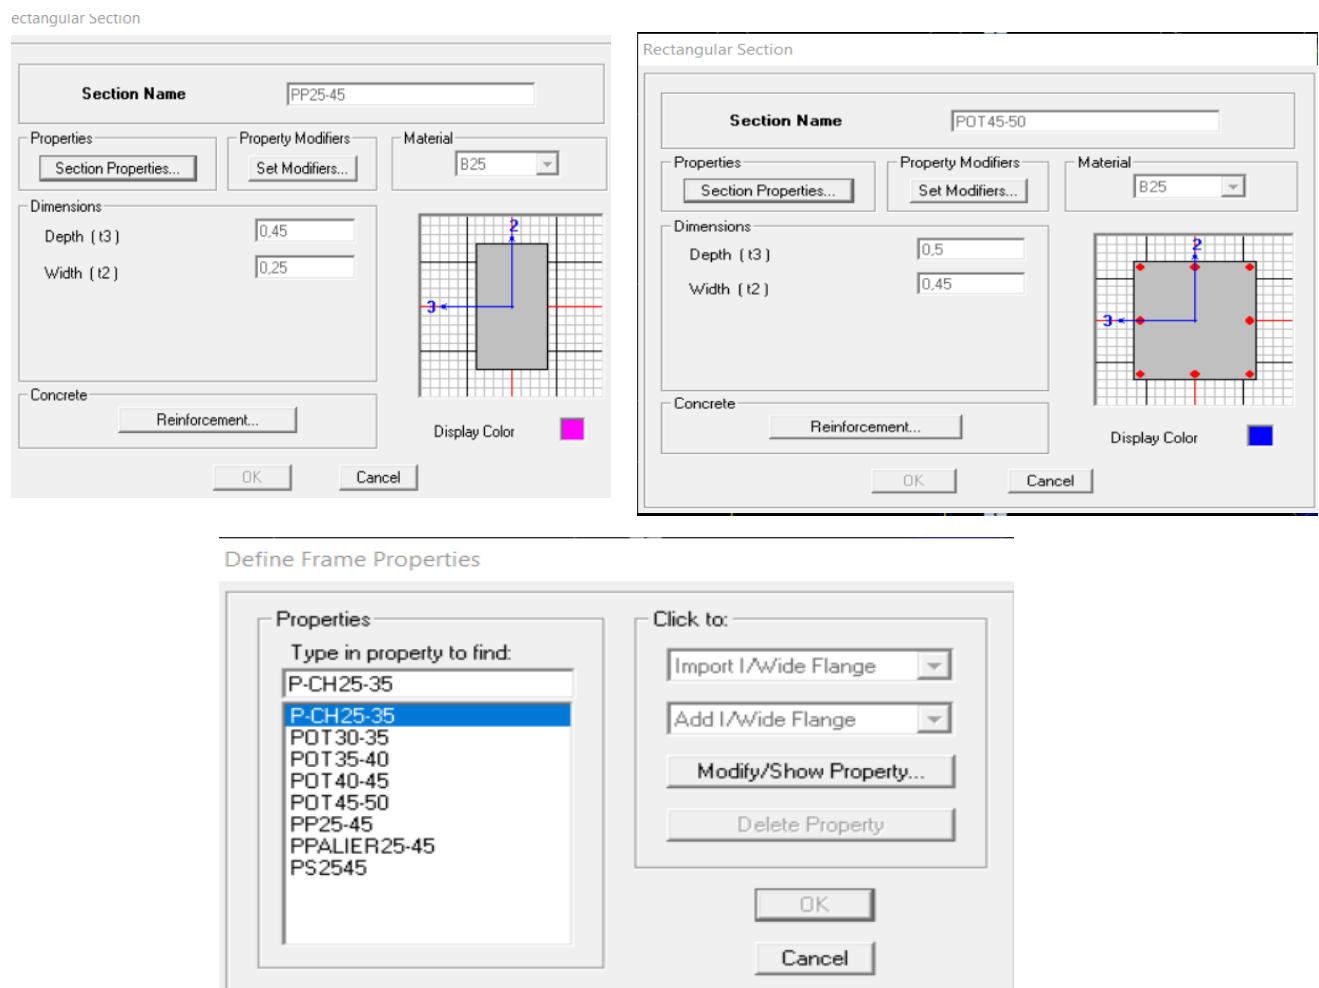 ectangular Section
Section Name PP25-45
Properties Property Modifiers Material
Section Properties... Set Modifiers... B25
Dimensions
Depth ( t3 ) 0,45
Width ( t2 ) 0,25
2
3
Concrete
Reinforcement...
Display Color
OK Cancel
Rectangular Section
Section Name POT45-50
Properties Property Modifiers Material
Section Properties... Set Modifiers... B25
Dimensions
Depth ( t3 ) 0,5
Width ( t2 ) 0,45
2
3
Concrete
Reinforcement...
Display Color
OK Cancel
Define Frame Properties
Properties
Type in property to find:
P-CH25-35
P-CH25-35
POT30-35
POT35-40
POT40-45
POT45-50
PP25-45
PPALIER25-45
PS2545
Click to:
Import I/Wide Flange
Add I/Wide Flange
Modify/Show Property...
Delete Property
OK
Cancel